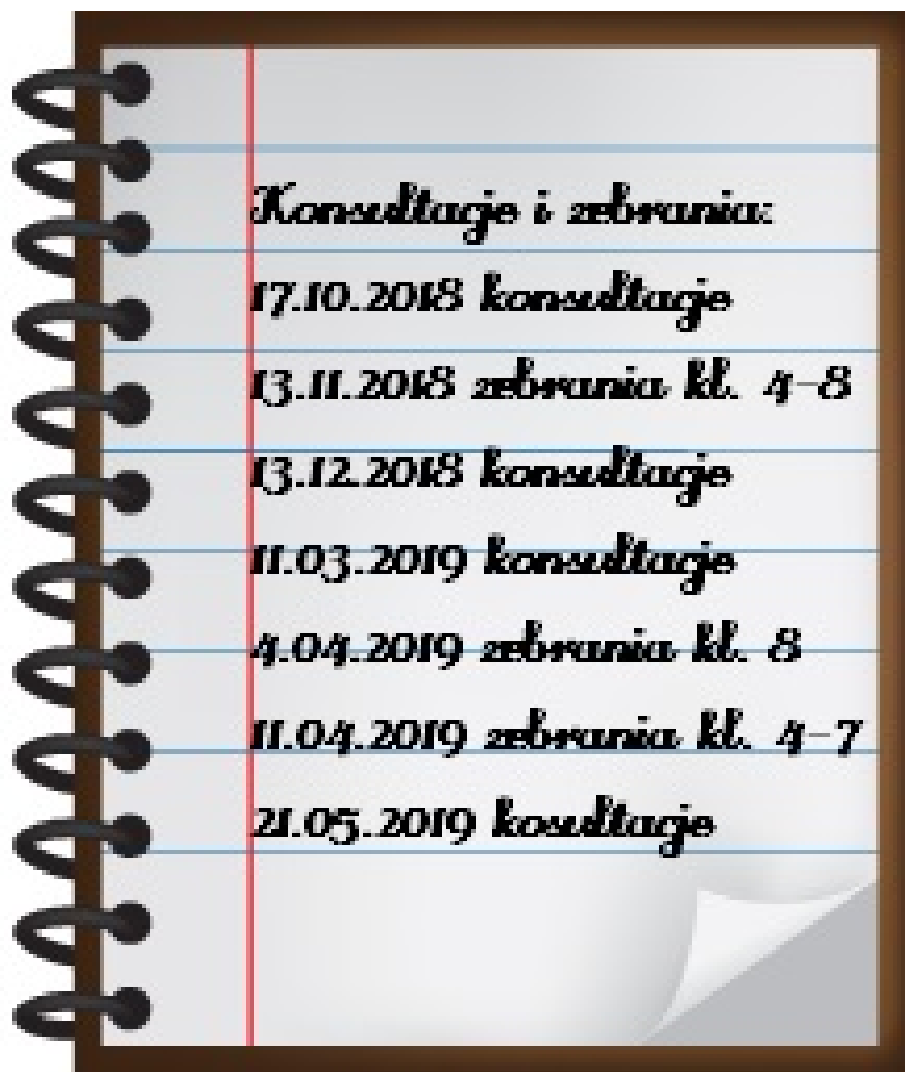 Konsultacje i zebrania:
17.10.2018 konsultacje
13.11.2018 zebrania kl. 4-8
13.12.2018 konsultacje
11.03.2019 konsultacje
4.04.2019 zebrania kl. 8
11.04.2019 zebrania kl. 4-7
21.05.2019 kosultacje